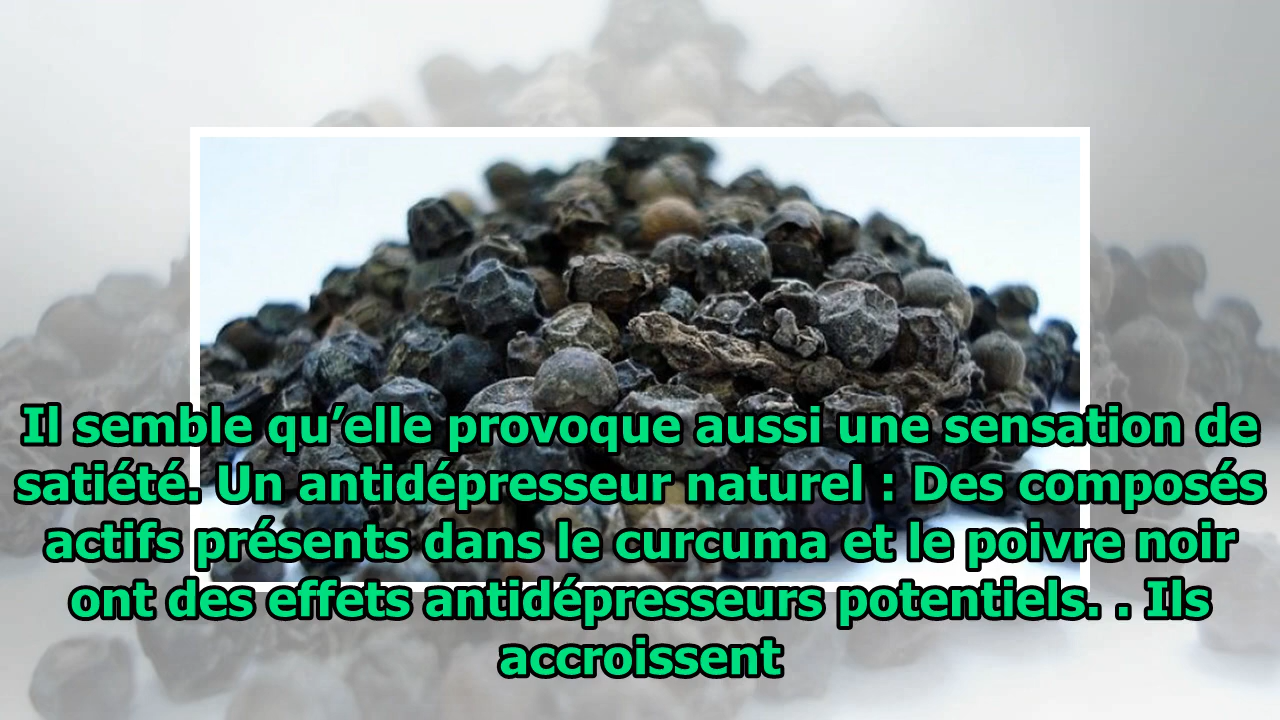 Il semble qu’elle provoque aussi une sensation de
satiété. Un antidépresseur naturel : Des composés
actifs présents dans le curcuma et le poivre noir
ont des effets antidépresseurs potentiels. . Ils
accroissent